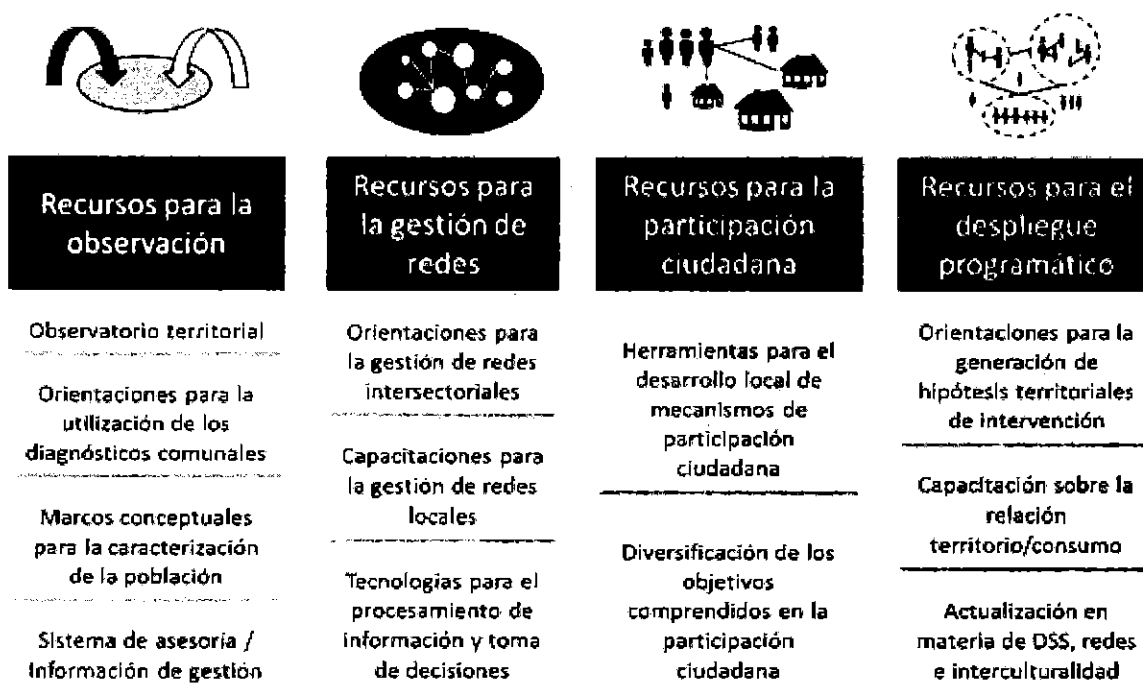 Recursos para la
observación
Observatorio territorial
Orientaciones para la
utilización de los
diagnósticos comunales
Marcos conceptuales
para la caracterización
de la población
Sistema de asesoría /
Información de gestión
Recursos para
la gestión de
redes
Orientaciones para
la gestión de redes
intersectoriales
Capacitaciones para
la gestión de redes
locales
Tecnologías para el
procesamiento de
información y toma
de decisiones
Recursos para la
participación
ciudadana
Herramientas para el
desarrollo local de
mecanismos de
participación
ciudadana
Diversificación de los
objetivos
comprendidos en la
participación
ciudadana
Recursos para el
despliegue
programático
Orientaciones para la
generación de
hipótesis territoriales
de intervención
Capacitación sobre la
relación
territorio/consumo
Actualización en
materia de DSS, redes
e interculturalidad